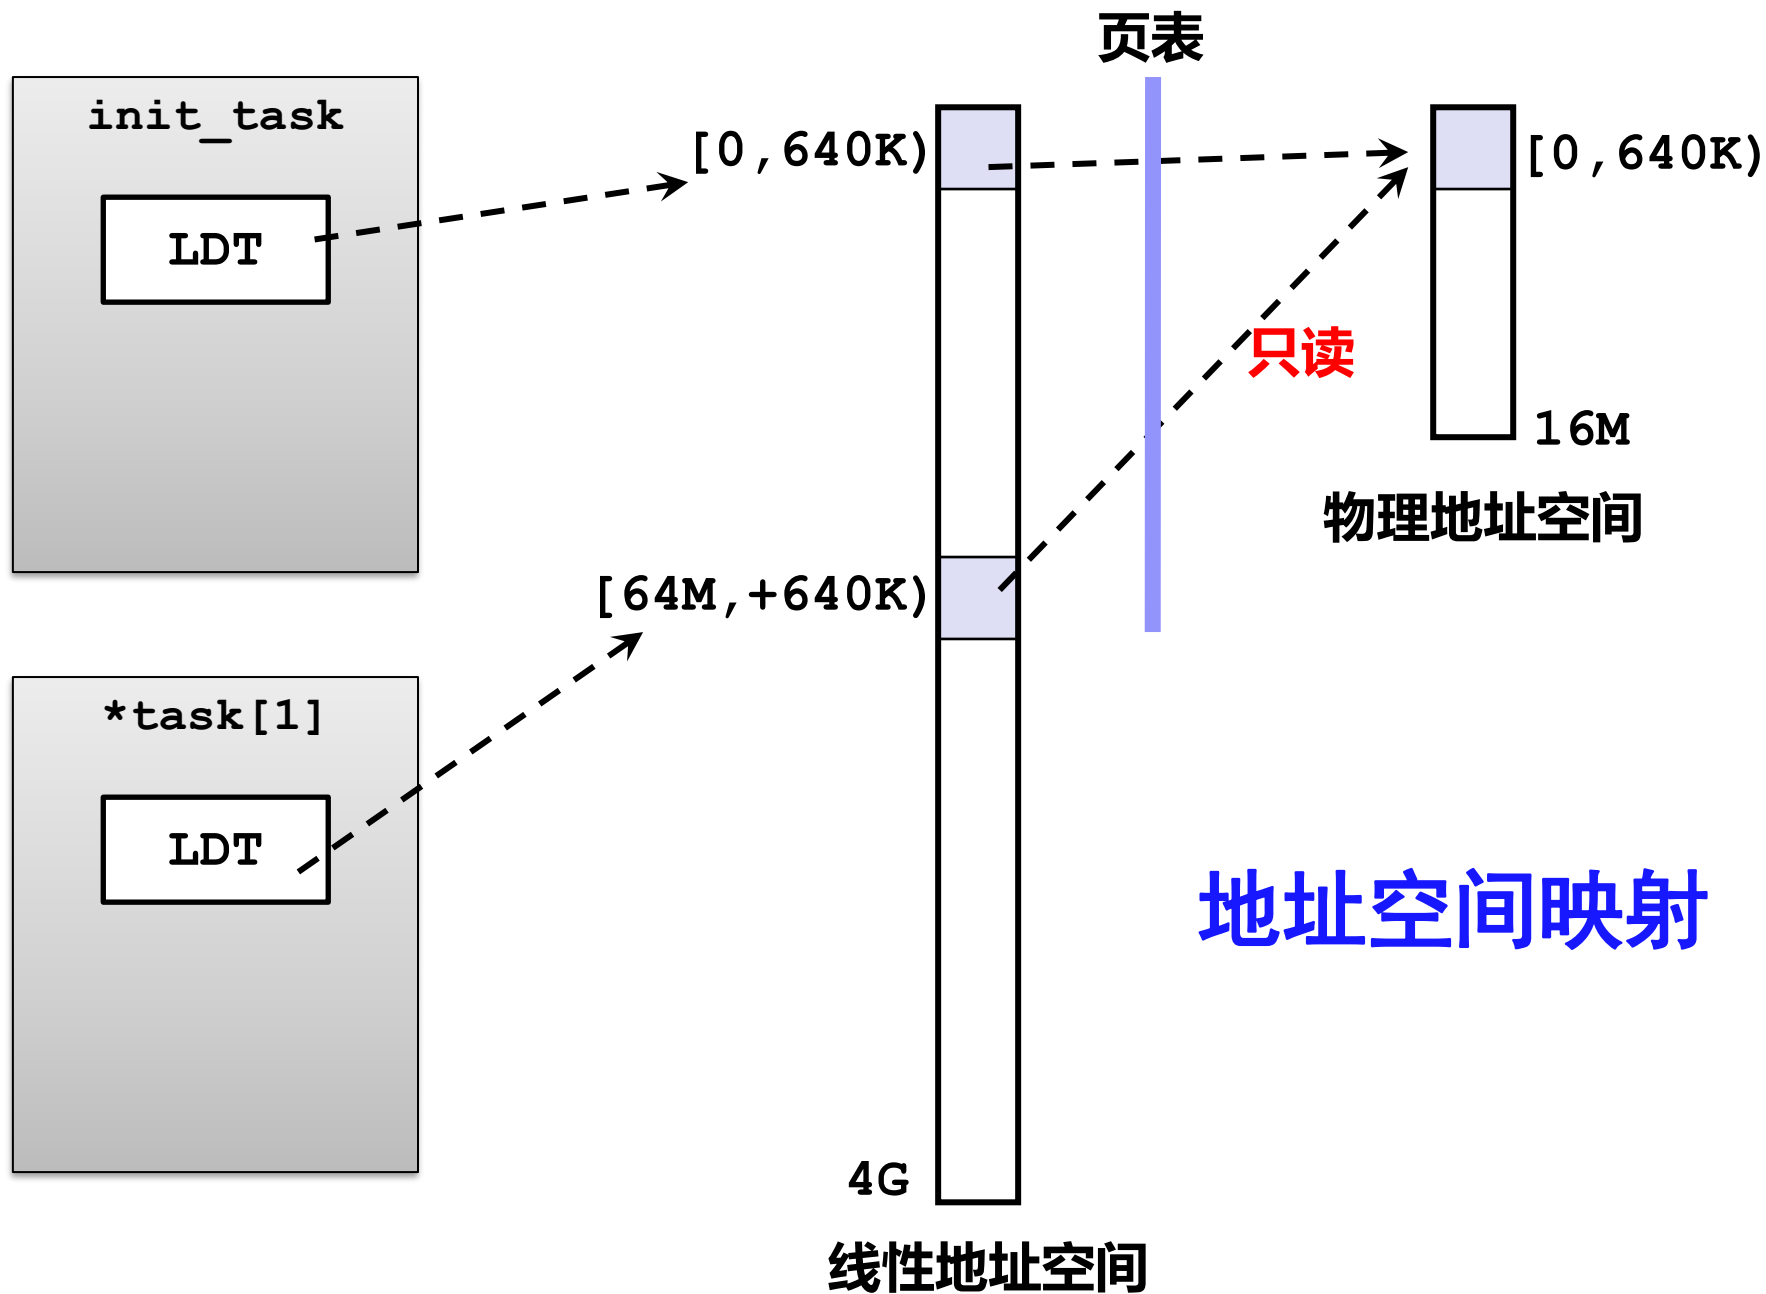 页表
init_task
LDT
[0,640K)
[0,640K)
只读
16M
物理地址空间
[64M,+640K)
*task[1]
LDT
地址空间映射
4G
线性地址空间